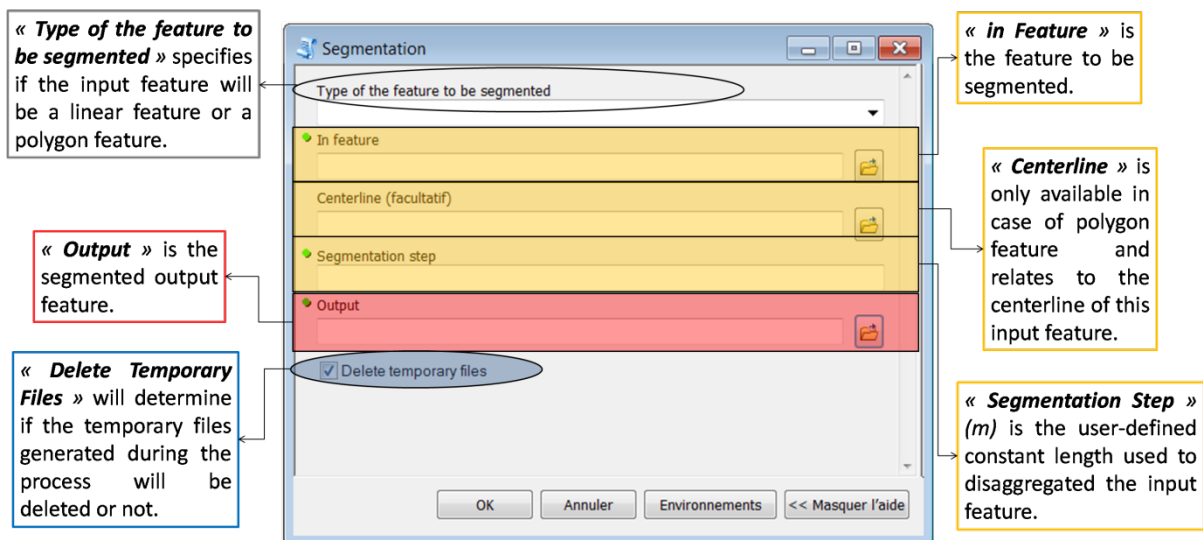 « Type of the feature to
be segmented » specifies
if the input feature will
be a linear feature or a
polygon feature.
« Output » is the
segmented output
feature.
« Delete Temporary
Files » will determine
if the temporary files
generated during the
process will be
deleted or not.
Segmentation
Type of the feature to be segmented
In feature
Centerline (facultatif)
Segmentation step
Output
Delete temporary files
OK
Annuler
Environnements
<< Masquer l'aide
« in Feature » is
the feature to be
segmented.
« Centerline » is
only available in
case of polygon
feature and
relates to the
centerline of this
input feature.
« Segmentation Step »
(m) is the user-defined
constant length used to
disaggregated the input
feature.